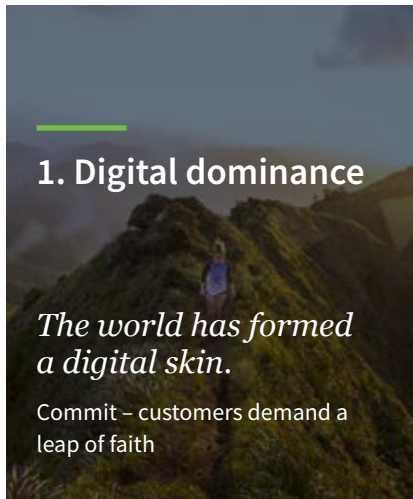 1. Digital dominance
The world has formed
a digital skin.
Commit – customers demand a
leap of faith